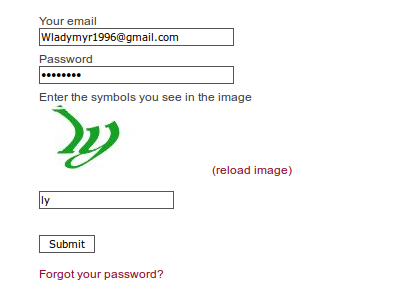 Your email
Wladymyr1996@gmail.com
Password
••••••••
Enter the symbols you see in the image
(reload image)
ly
Submit
Forgot your password?